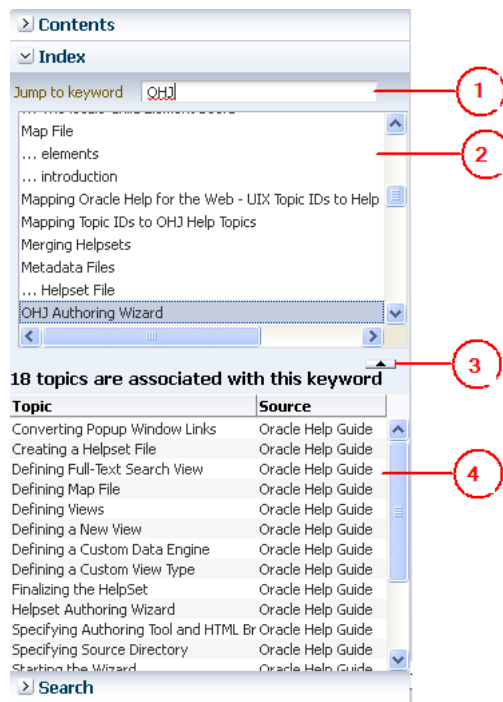 Contents
Index
Jump to keyword OHJ
1
Map File
... elements
2
... introduction
Mapping Oracle Help for the Web - UIX Topic IDs to Help
Mapping Topic IDs to OHJ Help Topics
Merging Helpsets
Metadata Files
... Helpset File
OHJ Authoring Wizard
3
18 topics are associated with this keyword
Topic Source
Converting Popup Window Links Oracle Help Guide
Creating a Helpset File Oracle Help Guide
Defining Full-Text Search View Oracle Help Guide
4
Defining Map File Oracle Help Guide
Defining Views Oracle Help Guide
Defining a New View Oracle Help Guide
Defining a Custom Data Engine Oracle Help Guide
Defining a Custom View Type Oracle Help Guide
Finalizing the HelpSet Oracle Help Guide
Helpset Authoring Wizard Oracle Help Guide
Specifying Authoring Tool and HTML Br Oracle Help Guide
Specifying Source Directory Oracle Help Guide
Starting the Wizard Oracle Help Guide
Search